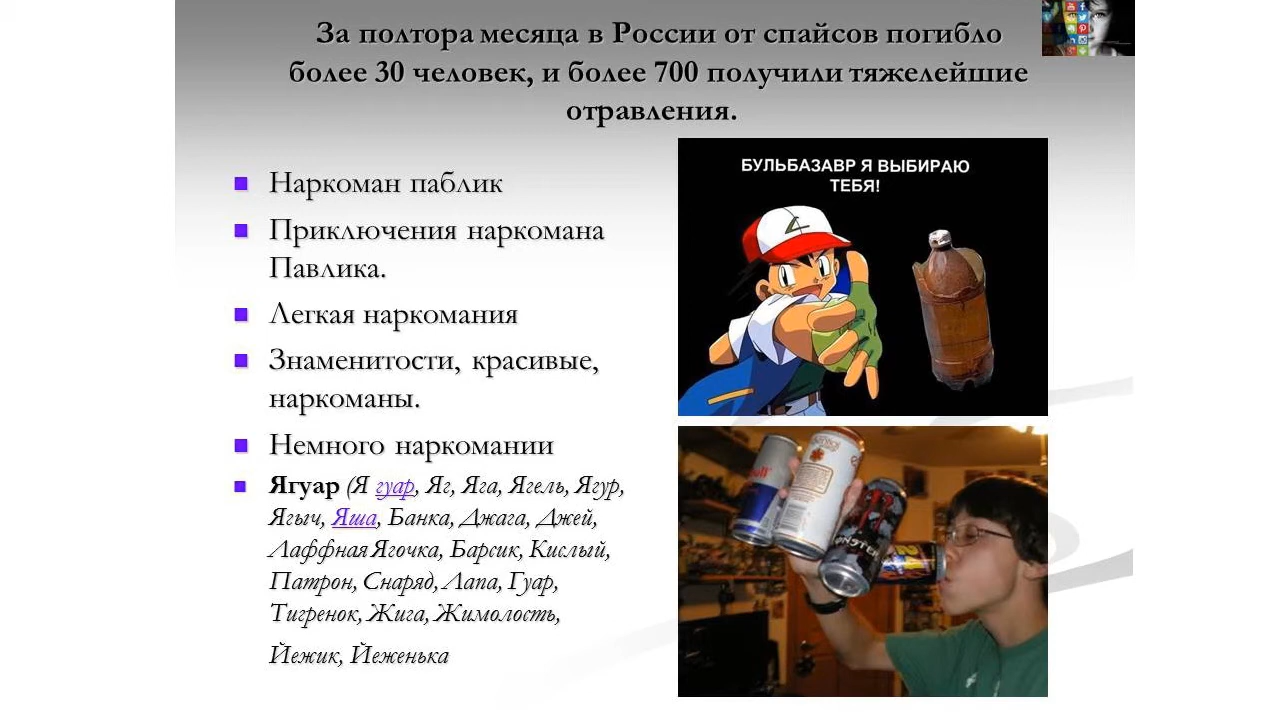 За полтора месяца в России от спайсов погибло
более 30 человек, и более 700 получили тяжелейшие
отравления.
Наркоман паблик
Приключения наркомана
Павлика.
Легкая наркомания
Знаменитости, красивые,
наркоманы.
Немного наркомании
Ягуар (Я гуар, Яг, Яга, Ягель, Ягур,
Ягыч, Яша, Банка, Джага, Джей,
Лаффная Ягочка, Барсик, Кислый,
Патрон, Снаряд, Лапа, Гуар,
Тигренок, Жига, Жимолость,
Йежик, Йеженька
БУЛЬБАЗАВР Я ВЫБИРАЮ
ТЕБЯ!
MONSTER